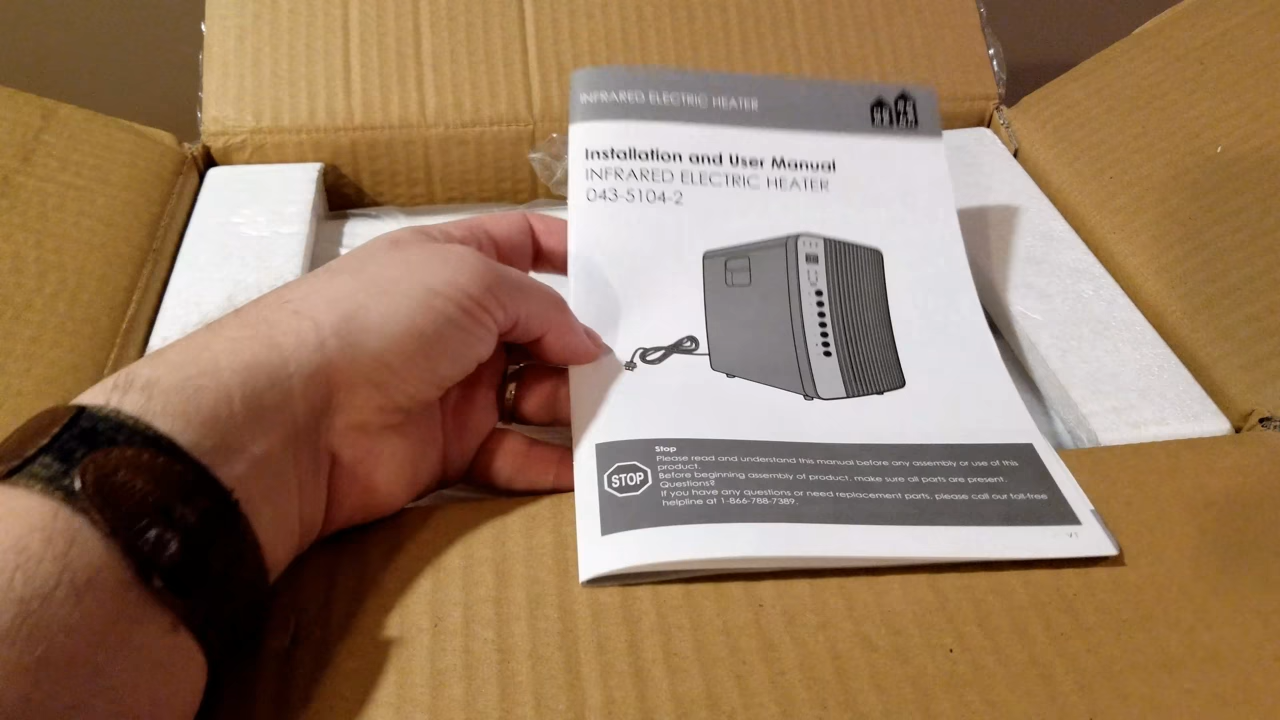 INFRARED ELECTRIC HEATER
Installation and User Manual
INFRARED ELECTRIC HEATER
043-5104-2
Stop
STOP
Please read and understand this manual before any assembly or use of this
product.
Before beginning assembly of product, make sure all parts are present.
Questions?
If you have any questions or need replacement parts, please call our toll-free
helpline at 1-866-788-7389.
V1